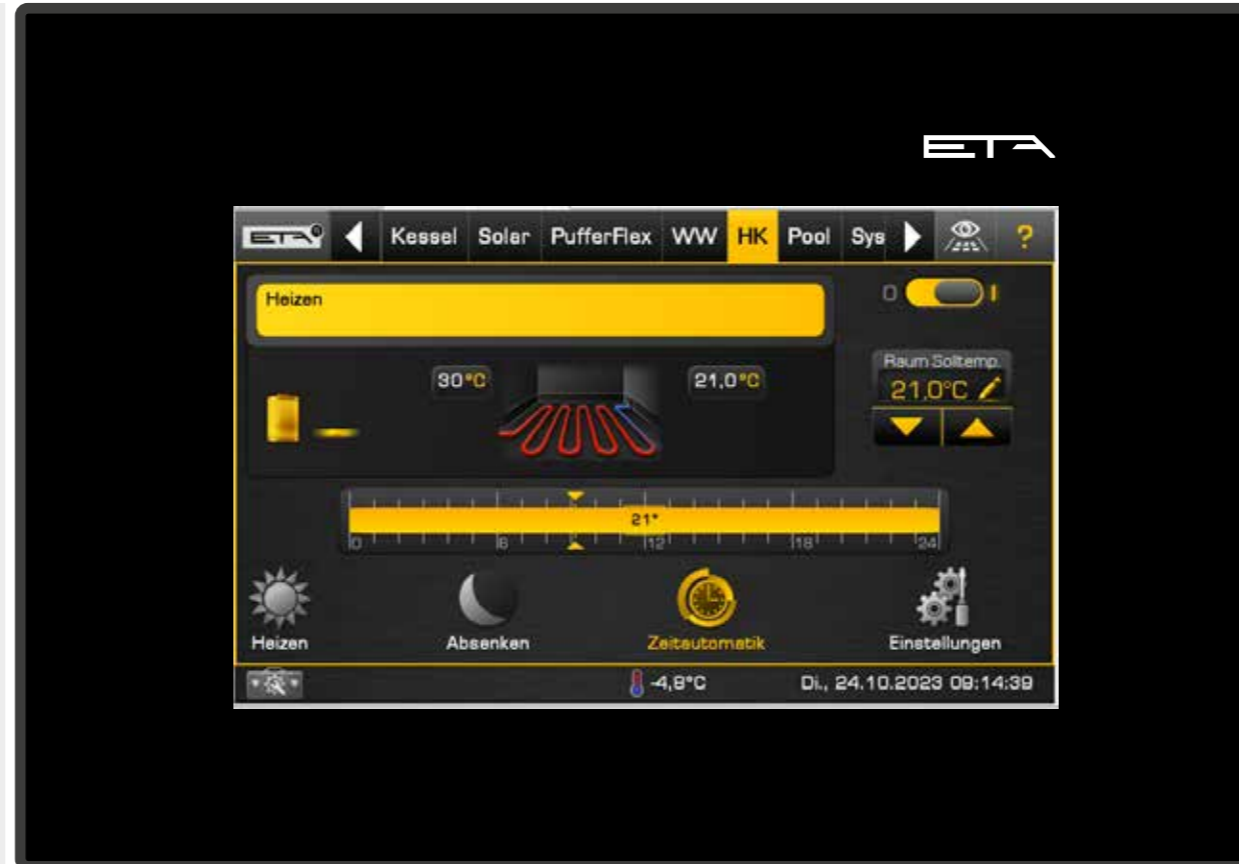 ETA
ETA Kessel Solar PufferFlex WW HK Pool Sys ?
Heizen
0 I
30°C 21,0°C
Raum Solltemp.
21,0°C
21°
0 6 12 18 24
Heizen Absenken Zeitautomatik Einstellungen
-4,8°C Di., 24.10.2023 09:14:39